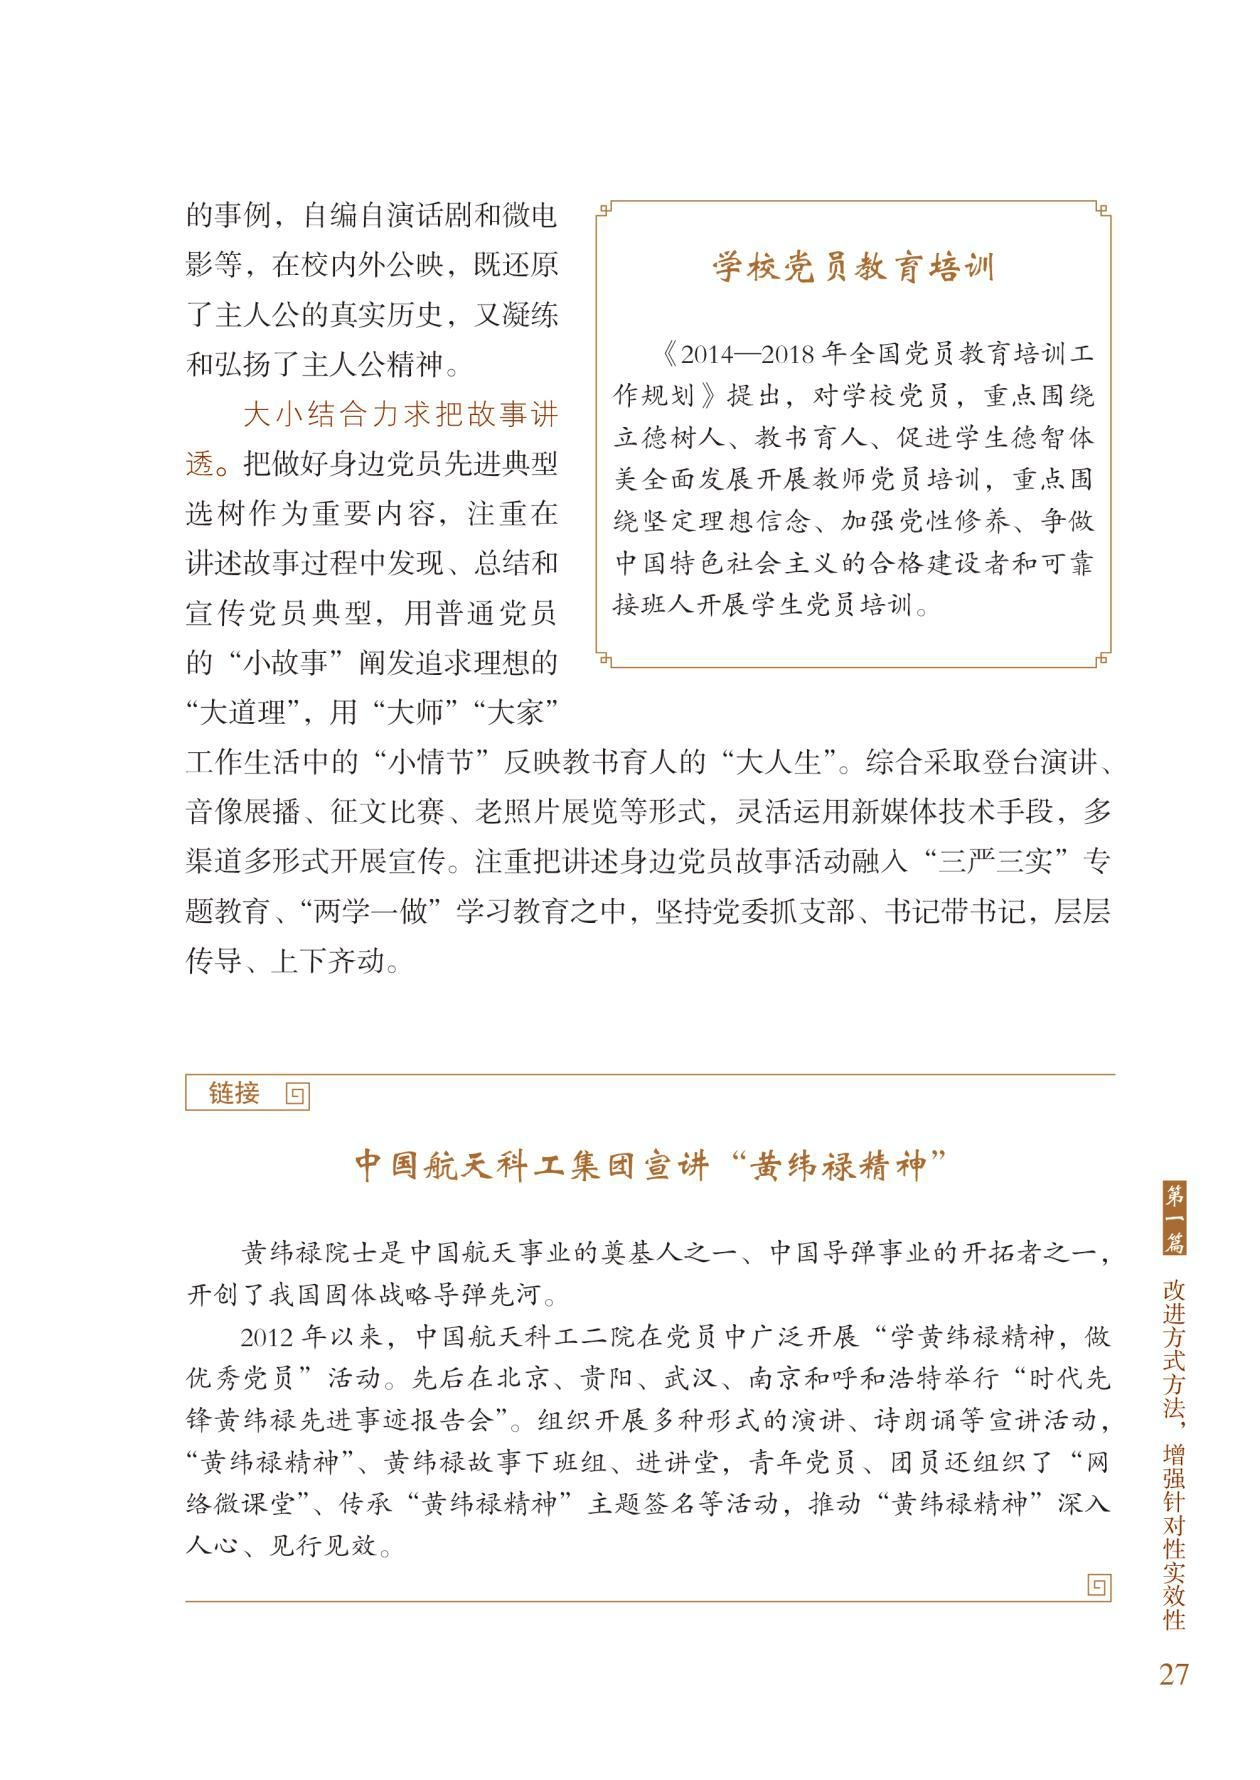 的事例，自编自演话剧和微电
影等，在校内外公映，既还原
了主人公的真实历史，又凝练
和弘扬了主人公精神。
大小结合力求把故事讲
透。把做好身边党员先进典型
选树作为重要内容，注重在
讲述故事过程中发现、总结和
宣传党员典型，用普通党员
的“小故事”阐发追求理想的
“大道理”，用“大师”“大家”
工作生活中的“小情节”反映教书育人的“大人生”。综合采取登台演讲、
音像展播、征文比赛、老照片展览等形式，灵活运用新媒体技术手段，多
渠道多形式开展宣传。注重把讲述身边党员故事活动融入“三严三实”专
题教育、“两学一做”学习教育之中，坚持党委抓支部、书记带书记，层层
传导、上下齐动。
学校党员教育培训
《2014—2018年全国党员教育培训工
作规划》提出，对学校党员，重点围绕
立德树人、教书育人、促进学生德智体
美全面发展开展教师党员培训，重点围
绕坚定理想信念、加强党性修养、争做
中国特色社会主义的合格建设者和可靠
接班人开展学生党员培训。
链接
中国航天科工集团宣讲“黄纬禄精神”
黄纬禄院士是中国航天事业的奠基人之一、中国导弹事业的开拓者之一，
开创了我国固体战略导弹先河。
2012年以来，中国航天科工二院在党员中广泛开展“学黄纬禄精神，做
优秀党员”活动。先后在北京、贵阳、武汉、南京和呼和浩特举行“时代先
锋黄纬禄先进事迹报告会”。组织开展多种形式的演讲、诗朗诵等宣讲活动，
“黄纬禄精神”、黄纬禄故事下班组、进讲堂，青年党员、团员还组织了“网
络微课堂”、传承“黄纬禄精神”主题签名等活动，推动“黄纬禄精神”深入
人心、见行见效。
第一篇
改进方式方法，增强针对性实效性
27